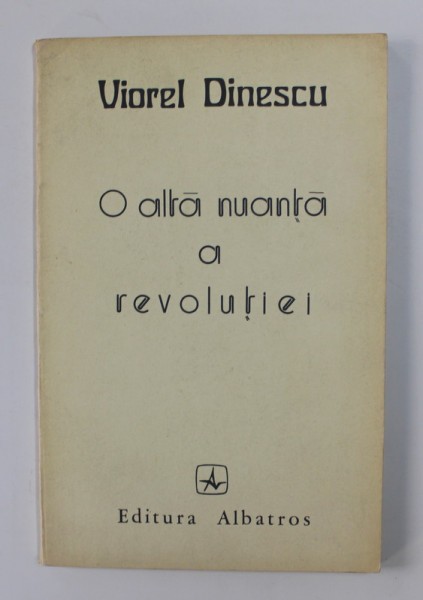 Viorel Dinescu
O altă nuanță
a
revoluției
Editura Albatros